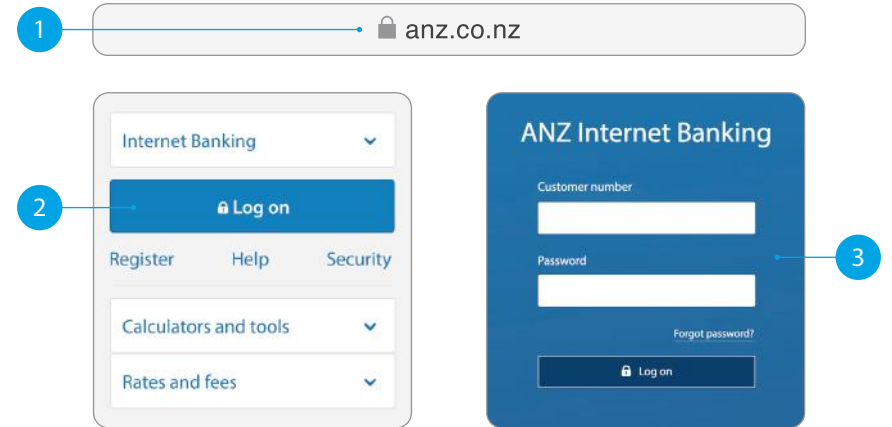 1
anz.co.nz
Internet Banking
2
Log on
Register Help Security
Calculators and tools
Rates and fees
ANZ Internet Banking
Customer number
Password
3
Forgot password?
Log on